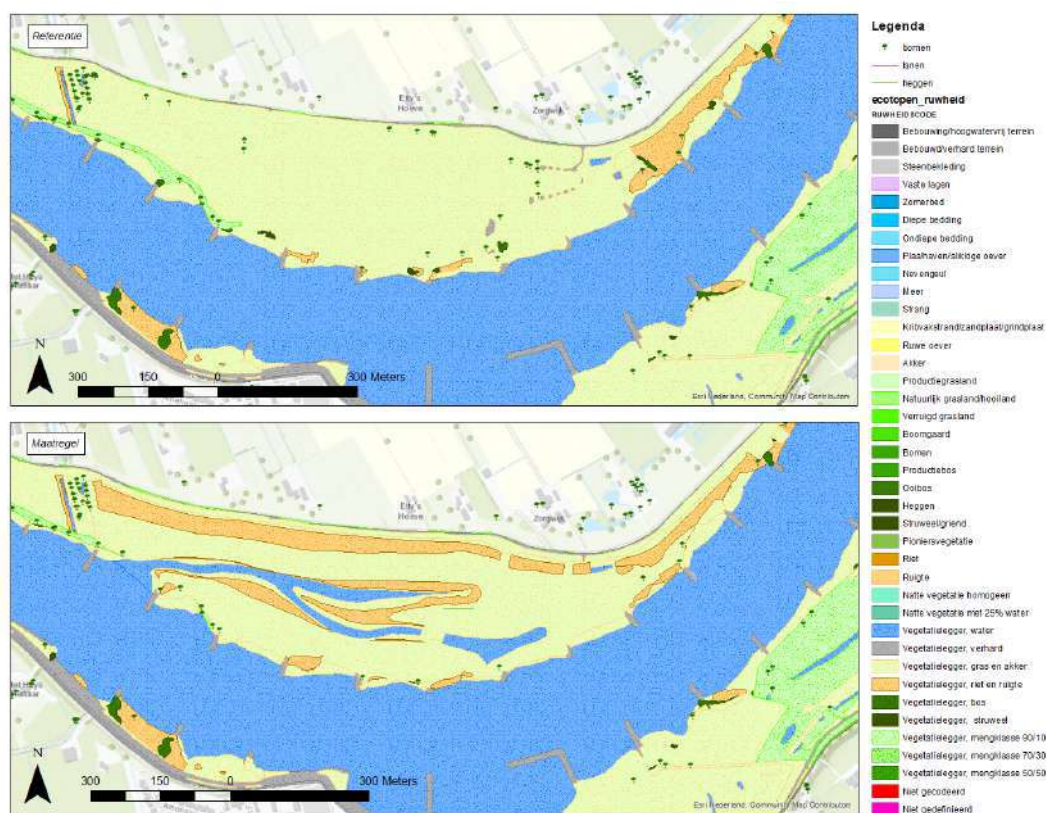 Referentie
Etty's
Hoeve
Zorgwijk
N
300 150 0 300 Meters
Esri Nederland, Community Map Contributors
Maatregel
Etty's
Hoeve
Zorgwijk
N
300 150 0 300 Meters
Esri Nederland, Community Map Contributors
Legenda
bomen
lanen
heggen
ecotopen_ruwheid
RUWHEIDSCODE
Bebouwing/hoogwatervrij terrein
Bebouwd/verhard terrein
Steenbekleding
Vaste lagen
Zomerbed
Diepe bedding
Ondiepe bedding
Plas/haven/slikkige oever
Nevengeul
Meer
Strang
Kribvakstrand/zandplaat/grindplaat
Ruwe oever
Akker
Productiegrasland
Natuurlijk grasland/hooiland
Verruigd grasland
Boomgaard
Bomen
Productiebos
Ooibos
Heggen
Struweel/griend
Pioniersvegetatie
Riet
Ruigte
Natte vegetatie homogeen
Natte vegetatie met 25% water
Vegetatielegger, water
Vegetatielegger, verhard
Vegetatielegger, gras en akker
Vegetatielegger, riet en ruigte
Vegetatielegger, bos
Vegetatielegger, struweel
Vegetatielegger, mengklasse 90/10
Vegetatielegger, mengklasse 70/30
Vegetatielegger, mengklasse 50/50
Niet gecodeerd
Niet gedefinieerd